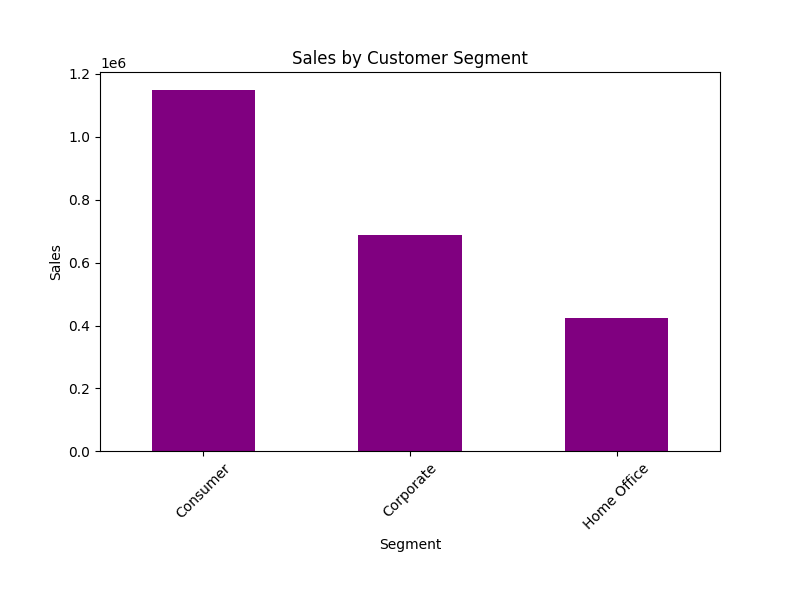 Sales by Customer Segment
1e6
1.2
1.0
0.8
0.6
0.4
0.2
0.0
Sales
Consumer
Corporate
Home Office
Segment